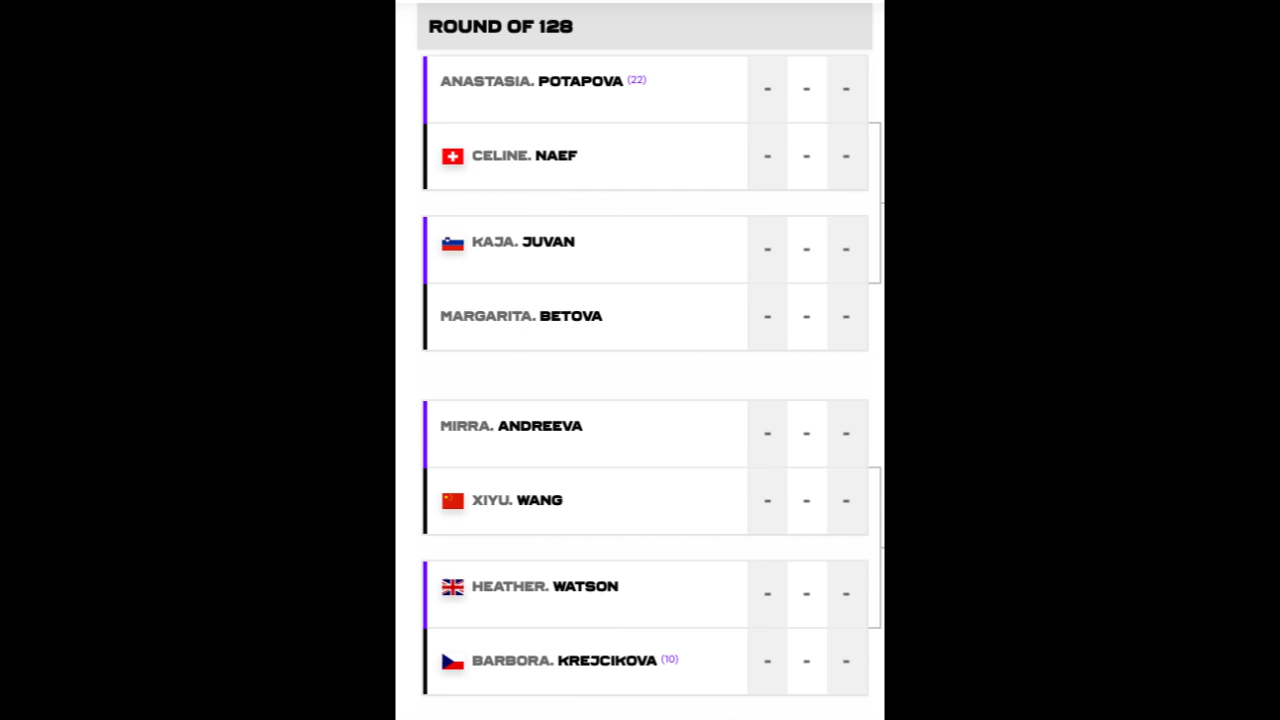 ROUND OF 128
ANASTASIA. POTAPOVA (22) - - -
CELINE. NAEF - - -
KAJA. JUVAN - - -
MARGARITA. BETOVA - - -
MIRRA. ANDREEVA - - -
XIYU. WANG - - -
HEATHER. WATSON - - -
BARBORA. KREJCIKOVA (10) - - -